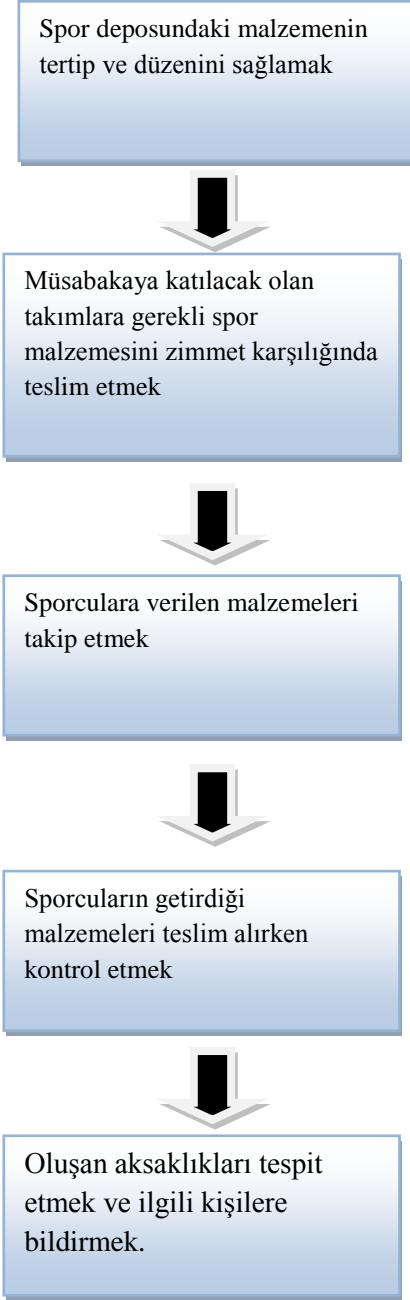 Spor deposundaki malzemenin
tertip ve düzenini sağlamak
Müsabakaya katılacak olan
takımlara gerekli spor
malzemesini zimmet karşılığında
teslim etmek
Sporculara verilen malzemeleri
takip etmek
Sporcuların getirdiği
malzemeleri teslim alırken
kontrol etmek
Oluşan aksaklıkları tespit
etmek ve ilgili kişilere
bildirmek.